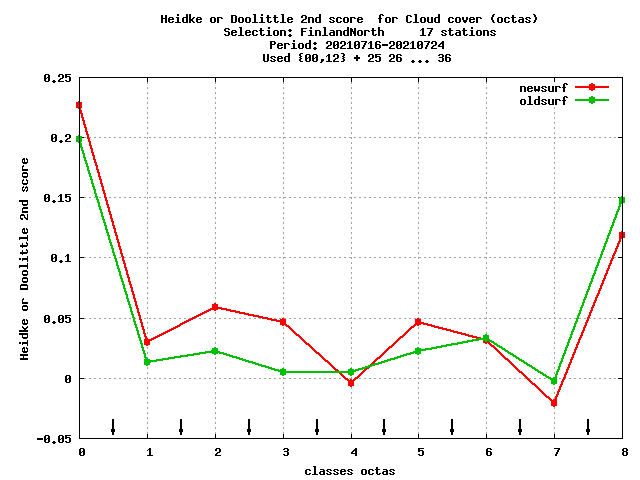 Heidke or Doolittle 2nd score  for Cloud cover (octas)
Selection: FinlandNorth     17 stations
Period: 20210716-20210724
Used {00,12} + 25 26 ... 36
newsurf
oldsurf
0.25
0.2
0.15
0.1
0.05
0
-0.05
Heidke or Doolittle 2nd score
0 1 2 3 4 5 6 7 8
classes octas